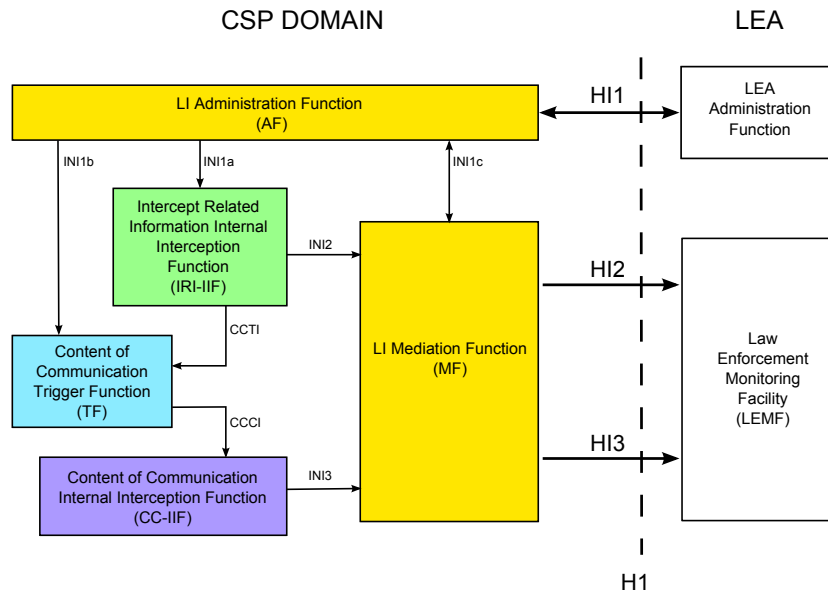 CSP DOMAIN
LEA
LI Administration Function
(AF)
HI1
LEA
Administration
Function
INI1b
INI1a
INI1c
Intercept Related
Information Internal
Interception
Function
(IRI-IIF)
INI2
HI2
CCTI
Content of
Communication
Trigger Function
(TF)
LI Mediation Function
(MF)
Law
Enforcement
Monitoring
Facility
(LEMF)
CCCI
HI3
Content of Communication
Internal Interception Function
(CC-IIF)
INI3
H1